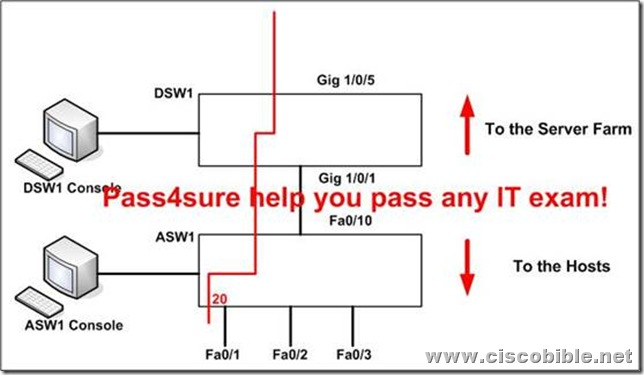 Gig 1/0/5
DSW1
To the Server Farm
DSW1 Console
Gig 1/0/1
Pass4sure help you pass any IT exam!
Fa0/10
ASW1
To the Hosts
20
ASW1 Console
Fa0/1
Fa0/2
Fa0/3
www.ciscobible.net